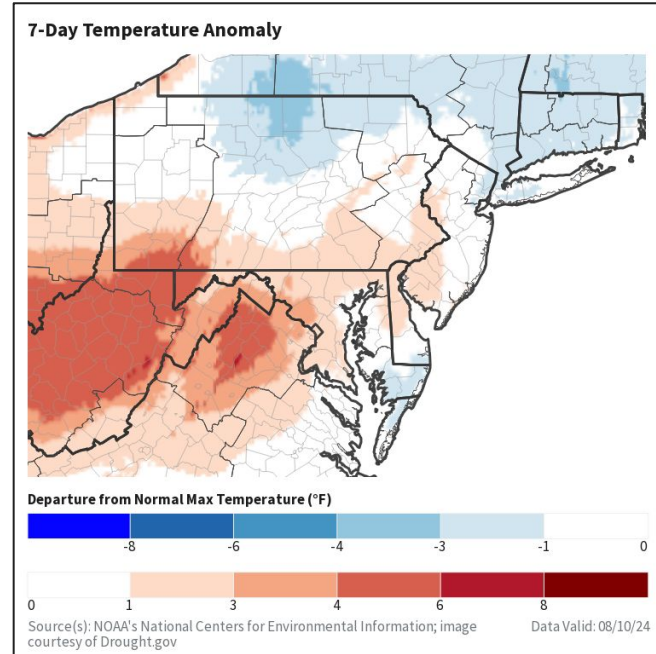 7-Day Temperature Anomaly
Departure from Normal Max Temperature (°F)
-8 -6 -4 -3 -1 0
0 1 3 4 6 8
Source(s): NOAA's National Centers for Environmental Information; image
courtesy of Drought.gov
Data Valid: 08/10/24